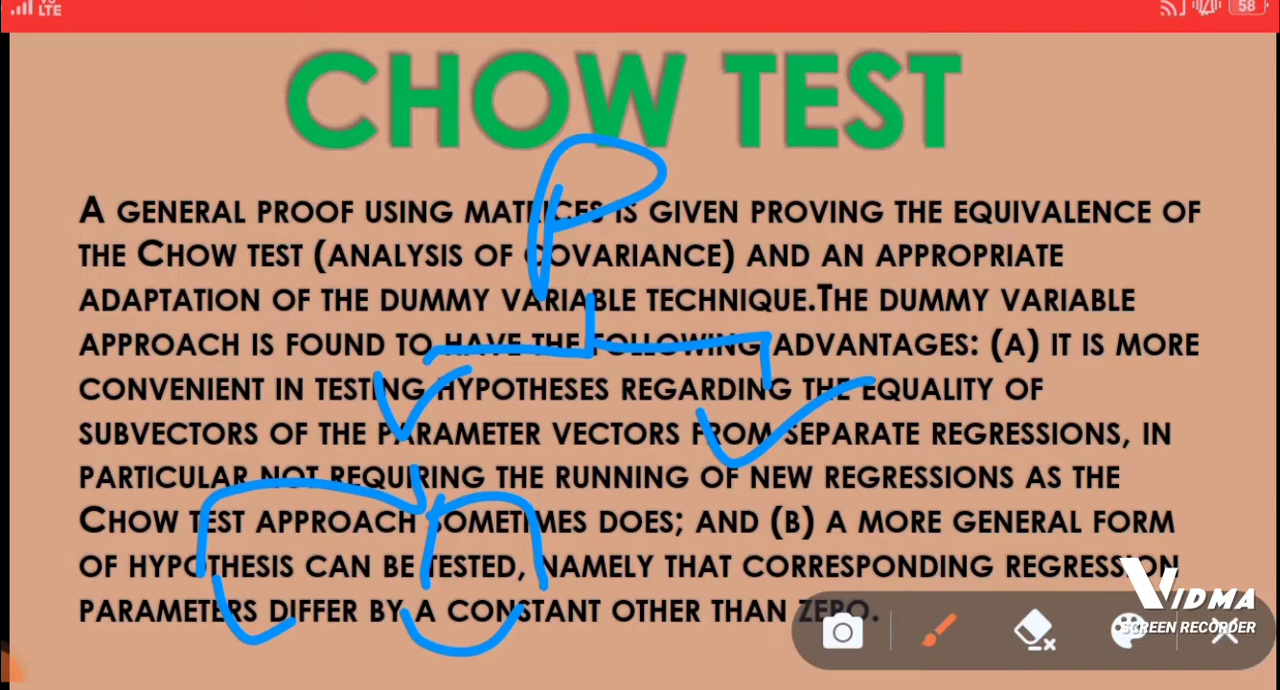 LTE
58
CHOW TEST
A GENERAL PROOF USING MATRICES IS GIVEN PROVING THE EQUIVALENCE OF
THE CHOW TEST (ANALYSIS OF COVARIANCE) AND AN APPROPRIATE
ADAPTATION OF THE DUMMY VARIABLE TECHNIQUE.THE DUMMY VARIABLE
APPROACH IS FOUND TO HAVE THE FOLLOWING ADVANTAGES: (A) IT IS MORE
CONVENIENT IN TESTING HYPOTHESES REGARDING THE EQUALITY OF
SUBVECTORS OF THE PARAMETER VECTORS FROM SEPARATE REGRESSIONS, IN
PARTICULAR NOT REQUIRING THE RUNNING OF NEW REGRESSIONS AS THE
CHOW TEST APPROACH SOMETIMES DOES; AND (B) A MORE GENERAL FORM
OF HYPOTHESIS CAN BE TESTED, NAMELY THAT CORRESPONDING REGRESSION
PARAMETERS DIFFER BY A CONSTANT OTHER THAN ZERO.
P
VIDMA
SCREEN RECORDER